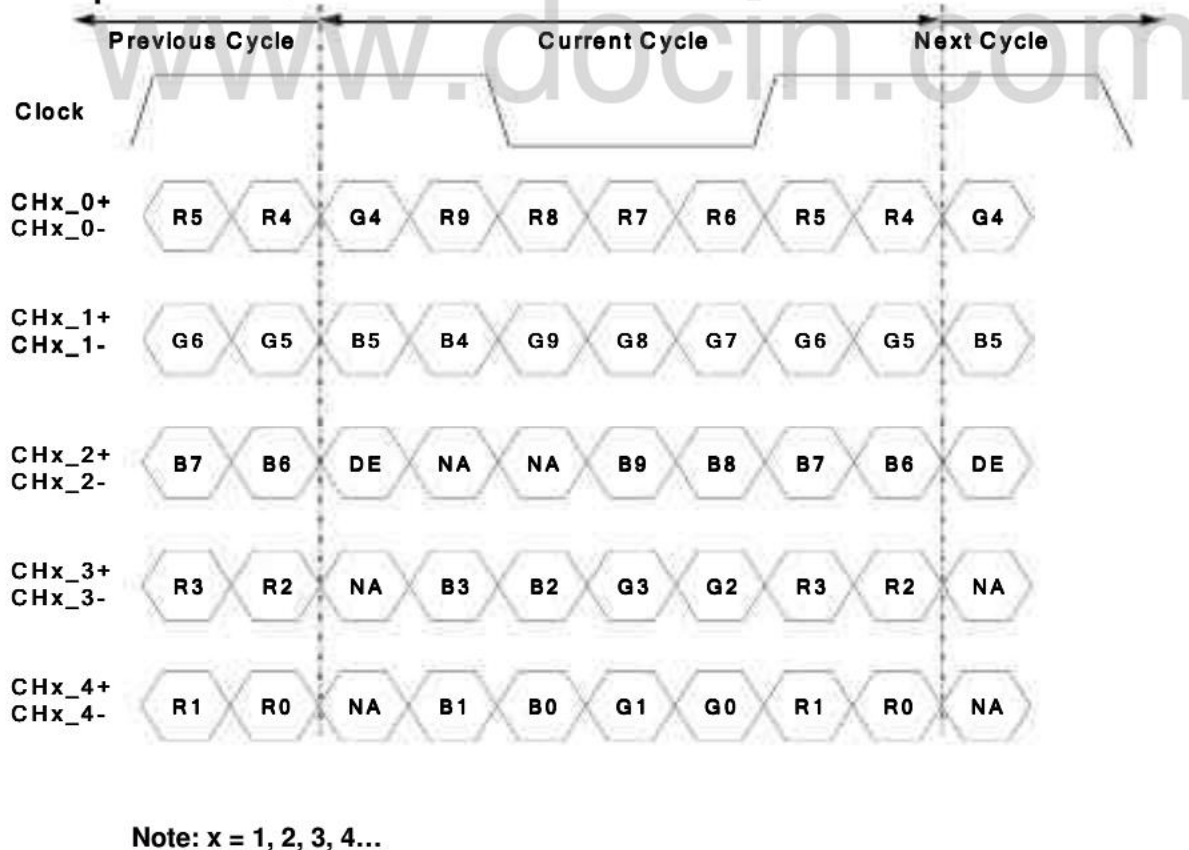 www.docin.com
Previous Cycle Current Cycle Next Cycle
Clock
CHx_0+
CHx_0-
R5 R4 G4 R9 R8 R7 R6 R5 R4 G4
CHx_1+
CHx_1-
G6 G5 B5 B4 G9 G8 G7 G6 G5 B5
CHx_2+
CHx_2-
B7 B6 DE NA NA B9 B8 B7 B6 DE
CHx_3+
CHx_3-
R3 R2 NA B3 B2 G3 G2 R3 R2 NA
CHx_4+
CHx_4-
R1 R0 NA B1 B0 G1 G0 R1 R0 NA
Note: x = 1, 2, 3, 4...